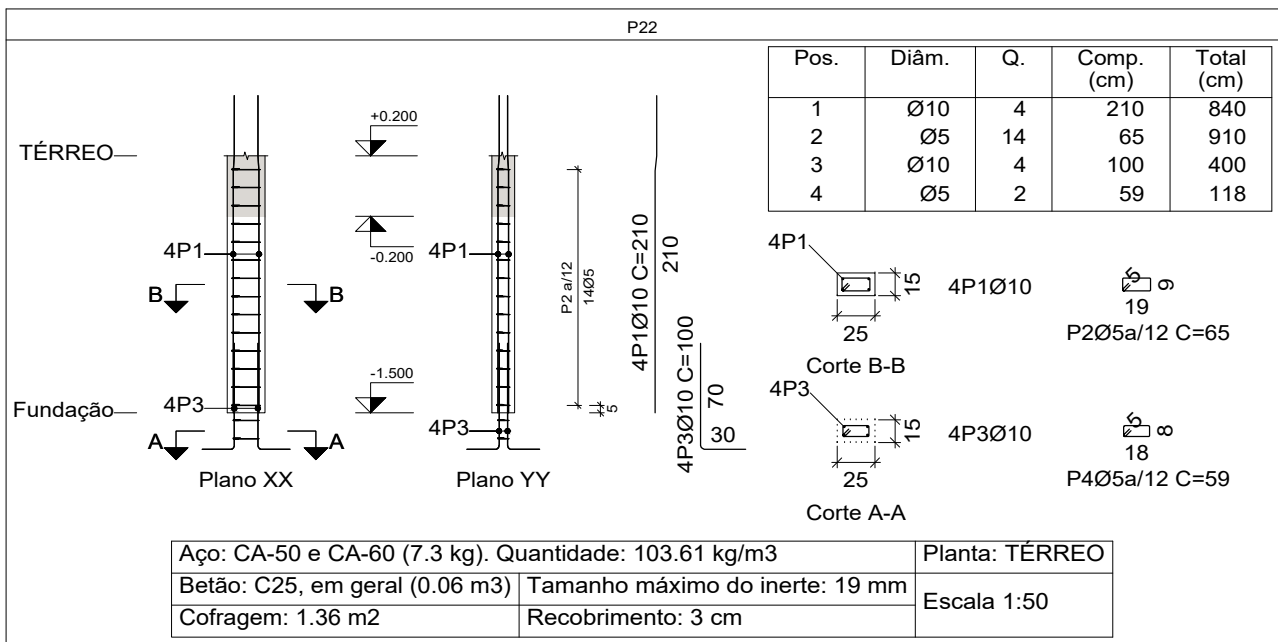 P22
Pos. Diâm. Q. Comp. (cm) Total (cm)
1 Ø10 4 210 840
2 Ø5 14 65 910
3 Ø10 4 100 400
4 Ø5 2 59 118
TÉRREO
+0.200
-0.200
4P1
4P1
B B
-1.500
Fundação
4P3
4P3
A A
Plano XX
Plano YY
P2 a/12
14Ø5
5
4P1Ø10 C=210
210
4P3Ø10 C=100
70
30
4P1
15
25
4P1Ø10
Corte B-B
5
9
19
P2Ø5a/12 C=65
4P3
15
25
4P3Ø10
Corte A-A
5
8
18
P4Ø5a/12 C=59
Aço: CA-50 e CA-60 (7.3 kg). Quantidade: 103.61 kg/m3
Planta: TÉRREO
Betão: C25, em geral (0.06 m3)
Tamanho máximo do inerte: 19 mm
Escala 1:50
Cofragem: 1.36 m2
Recobrimento: 3 cm